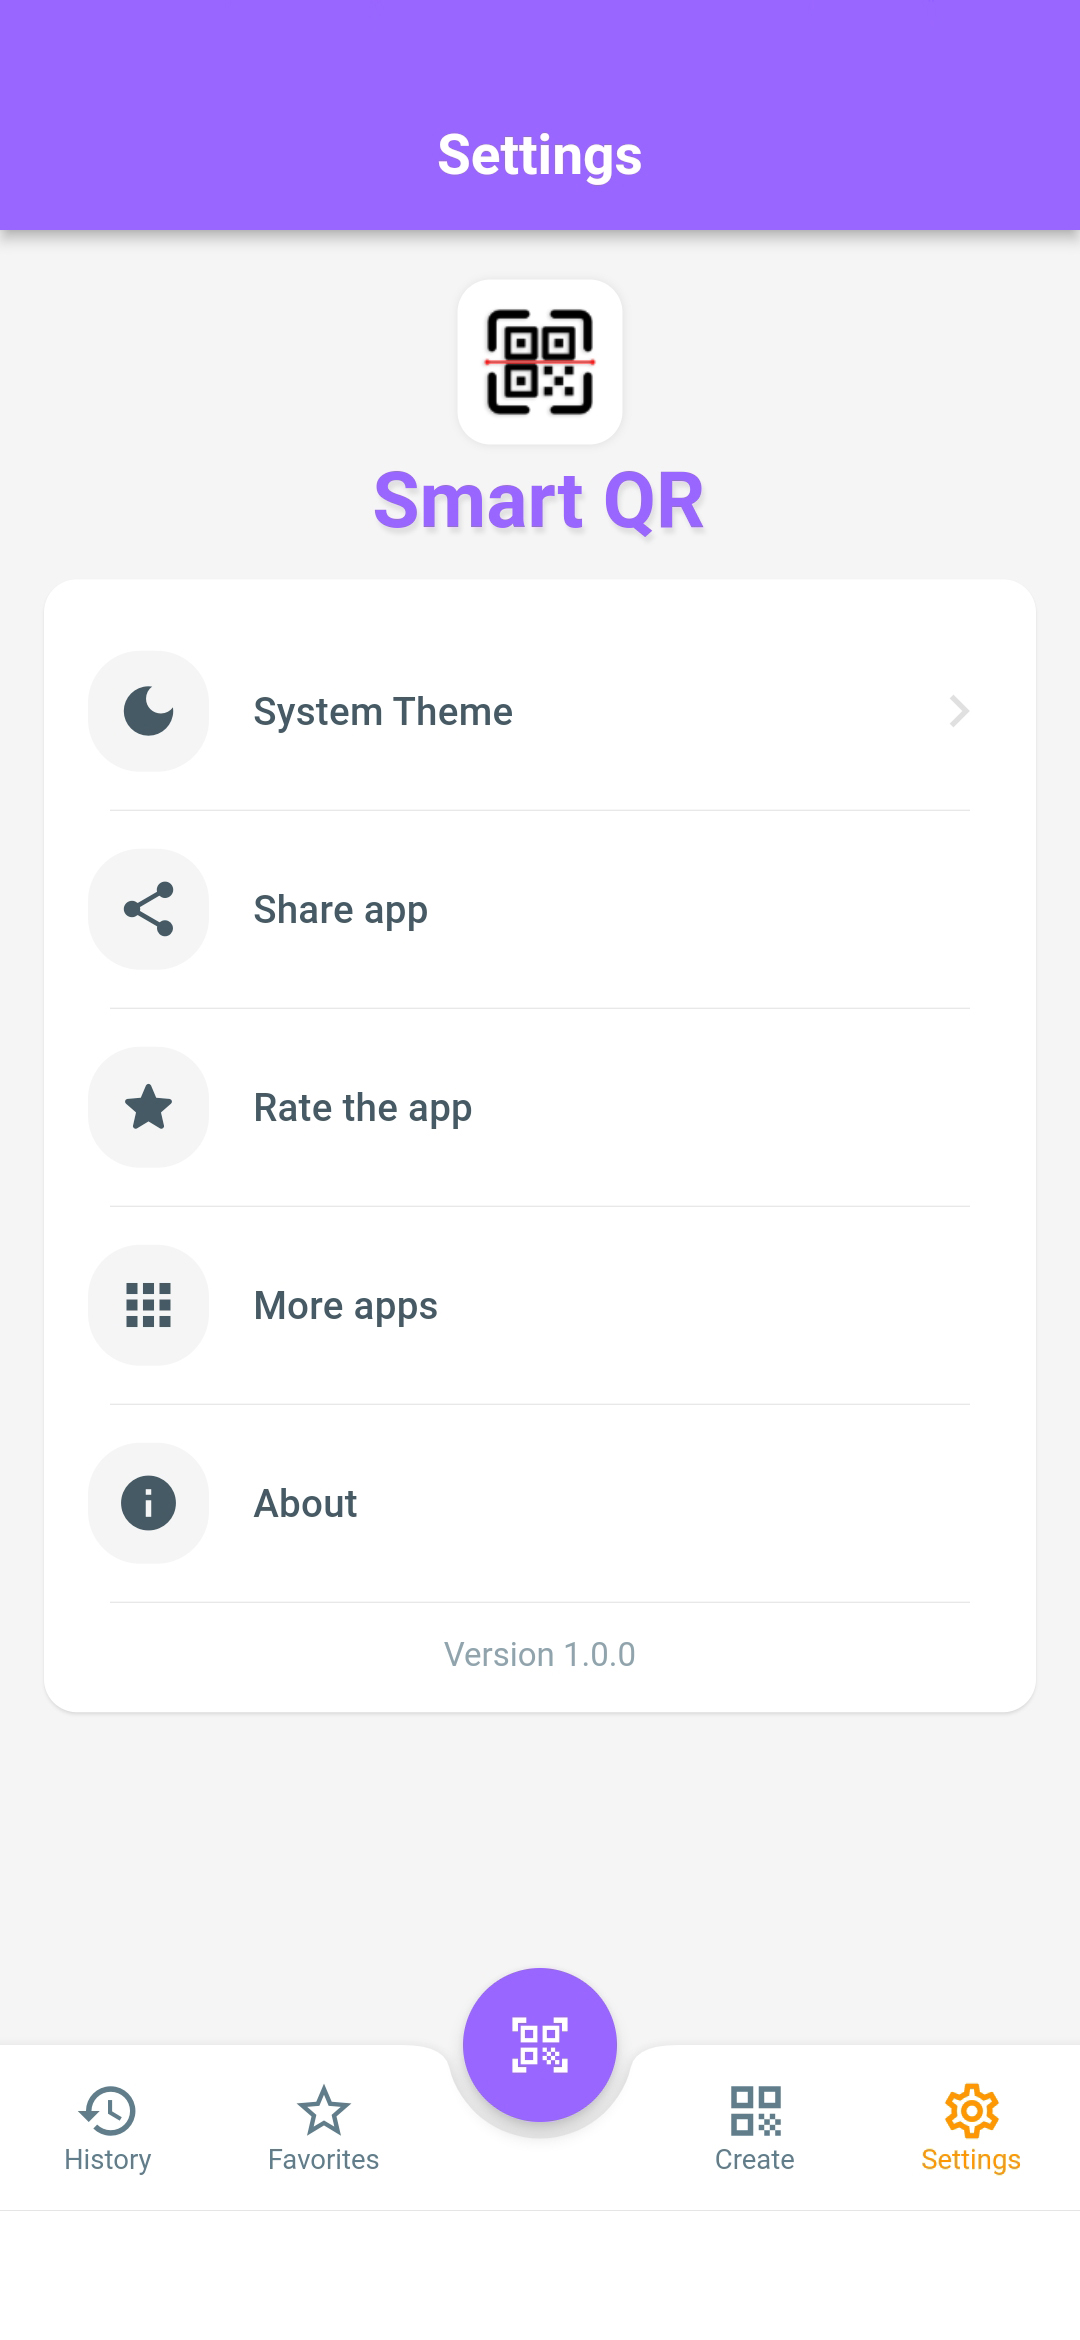 Settings
Smart QR
System Theme
Share app
Rate the app
More apps
About
Version 1.0.0
History
Favorites
Create
Settings